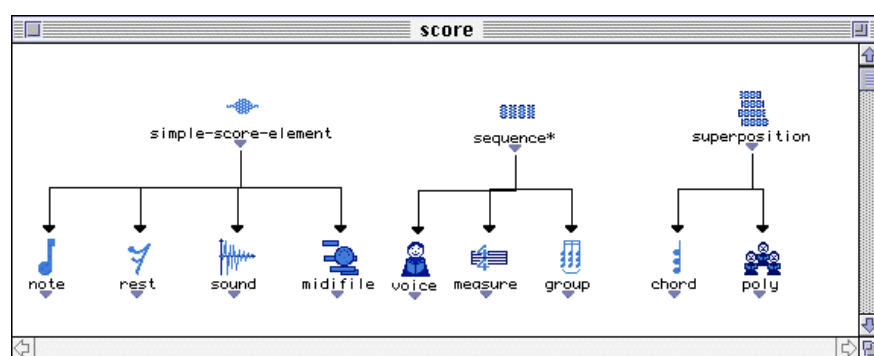 score
simple-score-element
sequence*
superposition
note
rest
sound
midifile
voice
measure
group
chord
poly